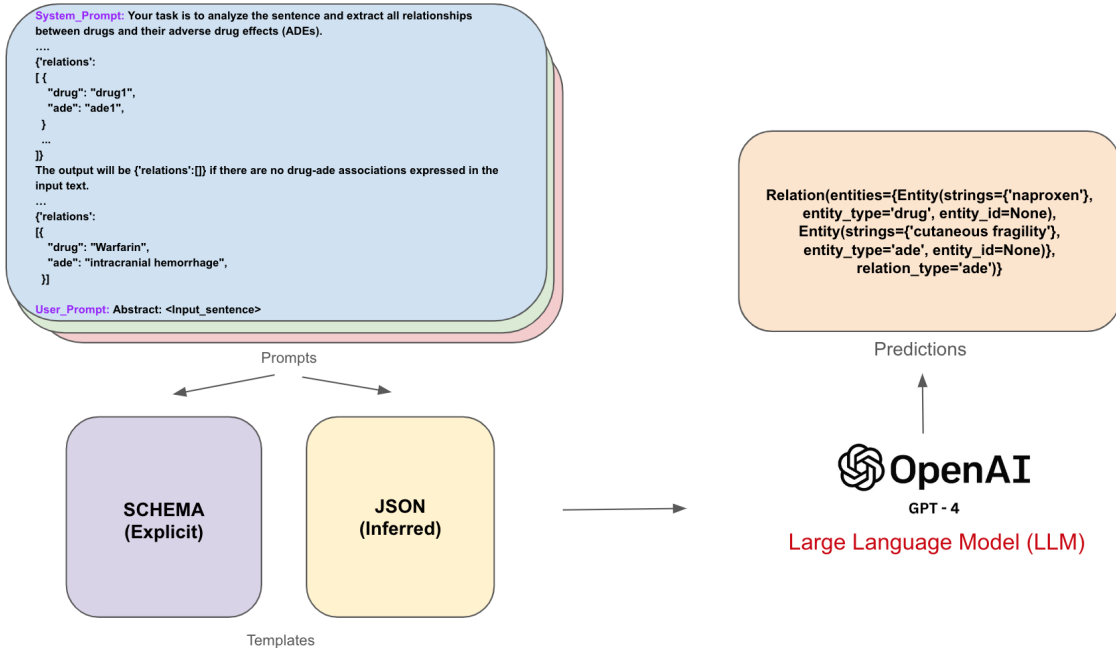 System_Prompt: Your task is to analyze the sentence and extract all relationships
between drugs and their adverse drug effects (ADEs).
....
{'relations':
[ {
"drug": "drug1",
"ade": "ade1",
}
...
]}
The output will be {'relations':[]} if there are no drug-ade associations expressed in the
input text.
...
{'relations':
[{
"drug": "Warfarin",
"ade": "intracranial hemorrhage",
}]
User_Prompt: Abstract: <Input_sentence>
Prompts
SCHEMA
(Explicit)
JSON
(Inferred)
Templates
Relation(entities={Entity(strings={'naproxen'},
entity_type='drug', entity_id=None),
Entity(strings={'cutaneous fragility'},
entity_type='ade', entity_id=None)},
relation_type='ade')}
Predictions
OpenAI
GPT - 4
Large Language Model (LLM)